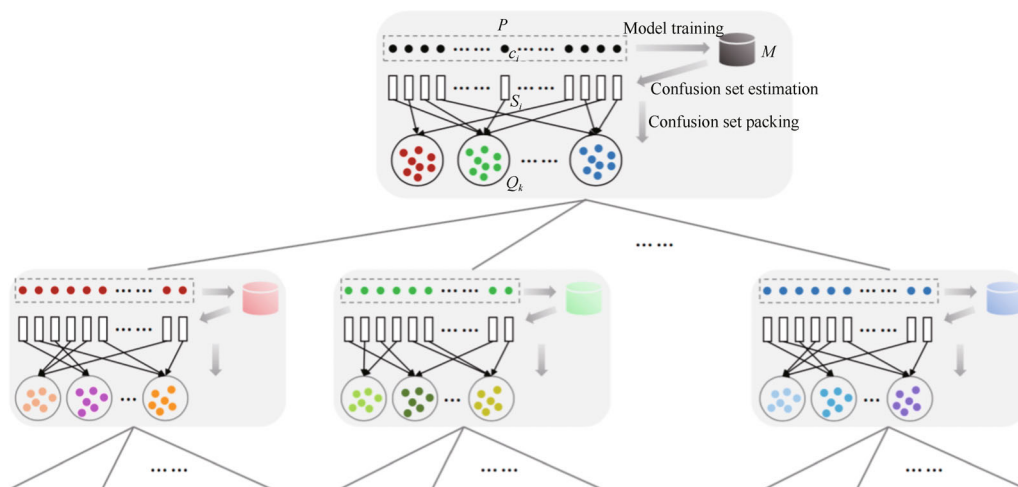 P
Model training
c_i
M
Confusion set estimation
S_i
Confusion set packing
Q_k